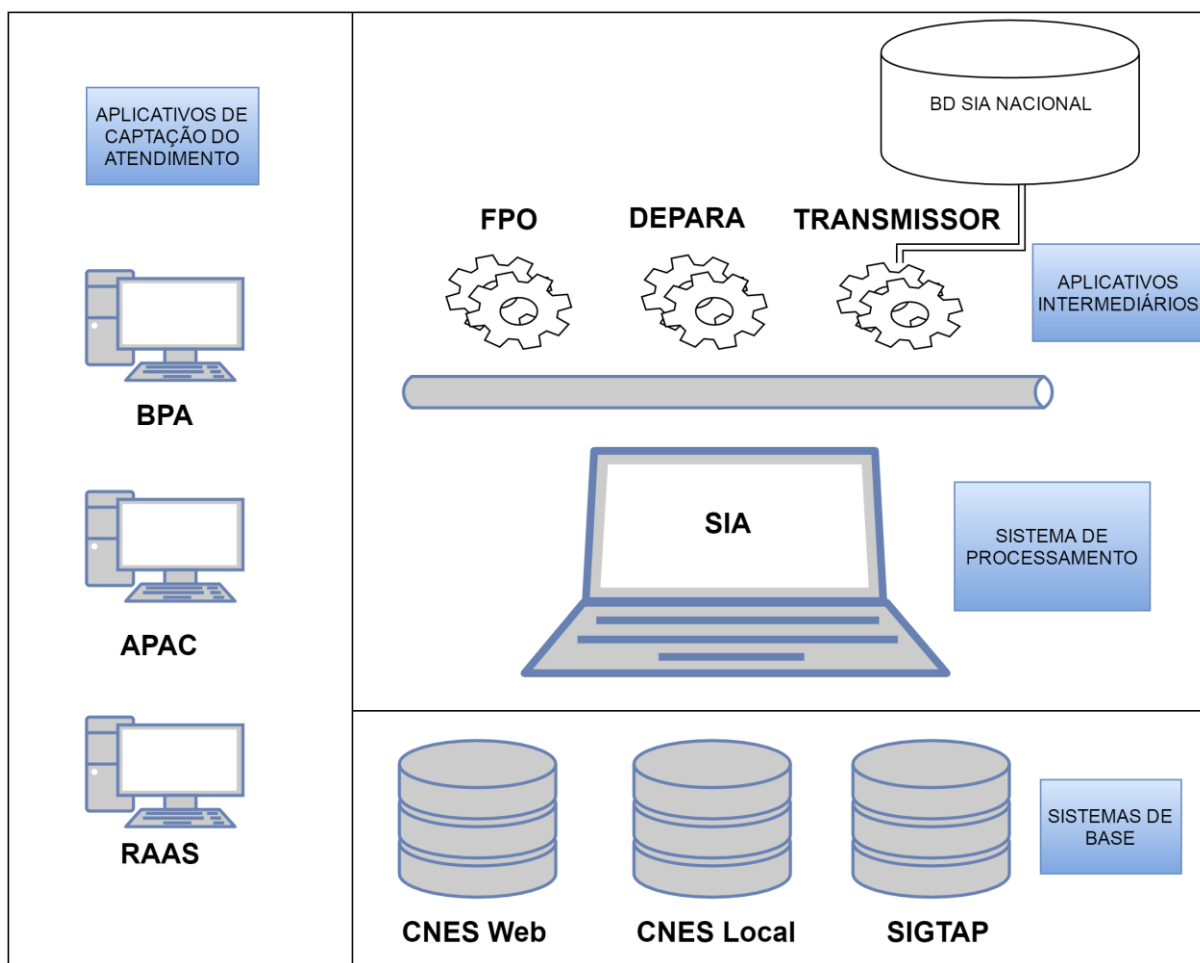 APLICATIVOS DE
CAPTAÇÃO DO
ATENDIMENTO
BPA
APAC
RAAS
BD SIA NACIONAL
FPO
DEPARA
TRANSMISSOR
APLICATIVOS
INTERMEDIÁRIOS
SIA
SISTEMA DE
PROCESSAMENTO
CNES Web
CNES Local
SIGTAP
SISTEMAS DE
BASE